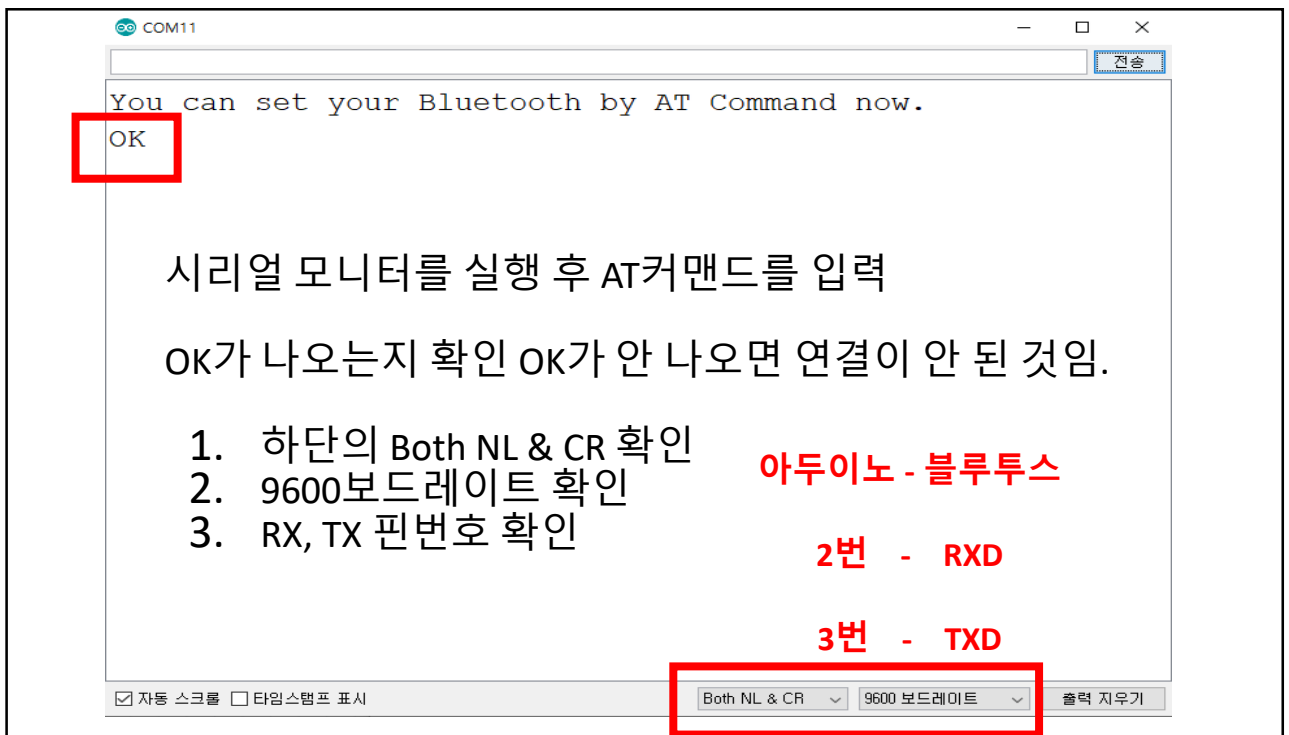 COM11
전송
You can set your Bluetooth by AT Command now.
OK
시리얼 모니터를 실행 후 AT커맨드를 입력
OK가 나오는지 확인 OK가 안 나오면 연결이 안 된 것임.
1. 하단의 Both NL & CR 확인
2. 9600보드레이트 확인
3. RX, TX 핀번호 확인
아두이노 - 블루투스
2번 - RXD
3번 - TXD
자동 스크롤 타임스탬프 표시 Both NL & CR 9600 보드레이트 출력 지우기